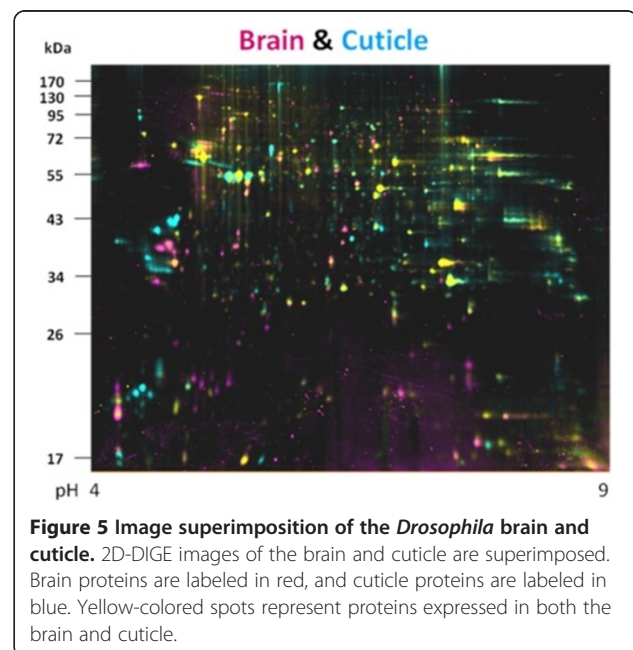 Brain & Cuticle
kDa
170
130
95
72
55
43
34
26
17
pH 4
9
Figure 5 Image superimposition of the Drosophila brain and
cuticle. 2D-DIGE images of the brain and cuticle are superimposed.
Brain proteins are labeled in red, and cuticle proteins are labeled in
blue. Yellow-colored spots represent proteins expressed in both the
brain and cuticle.